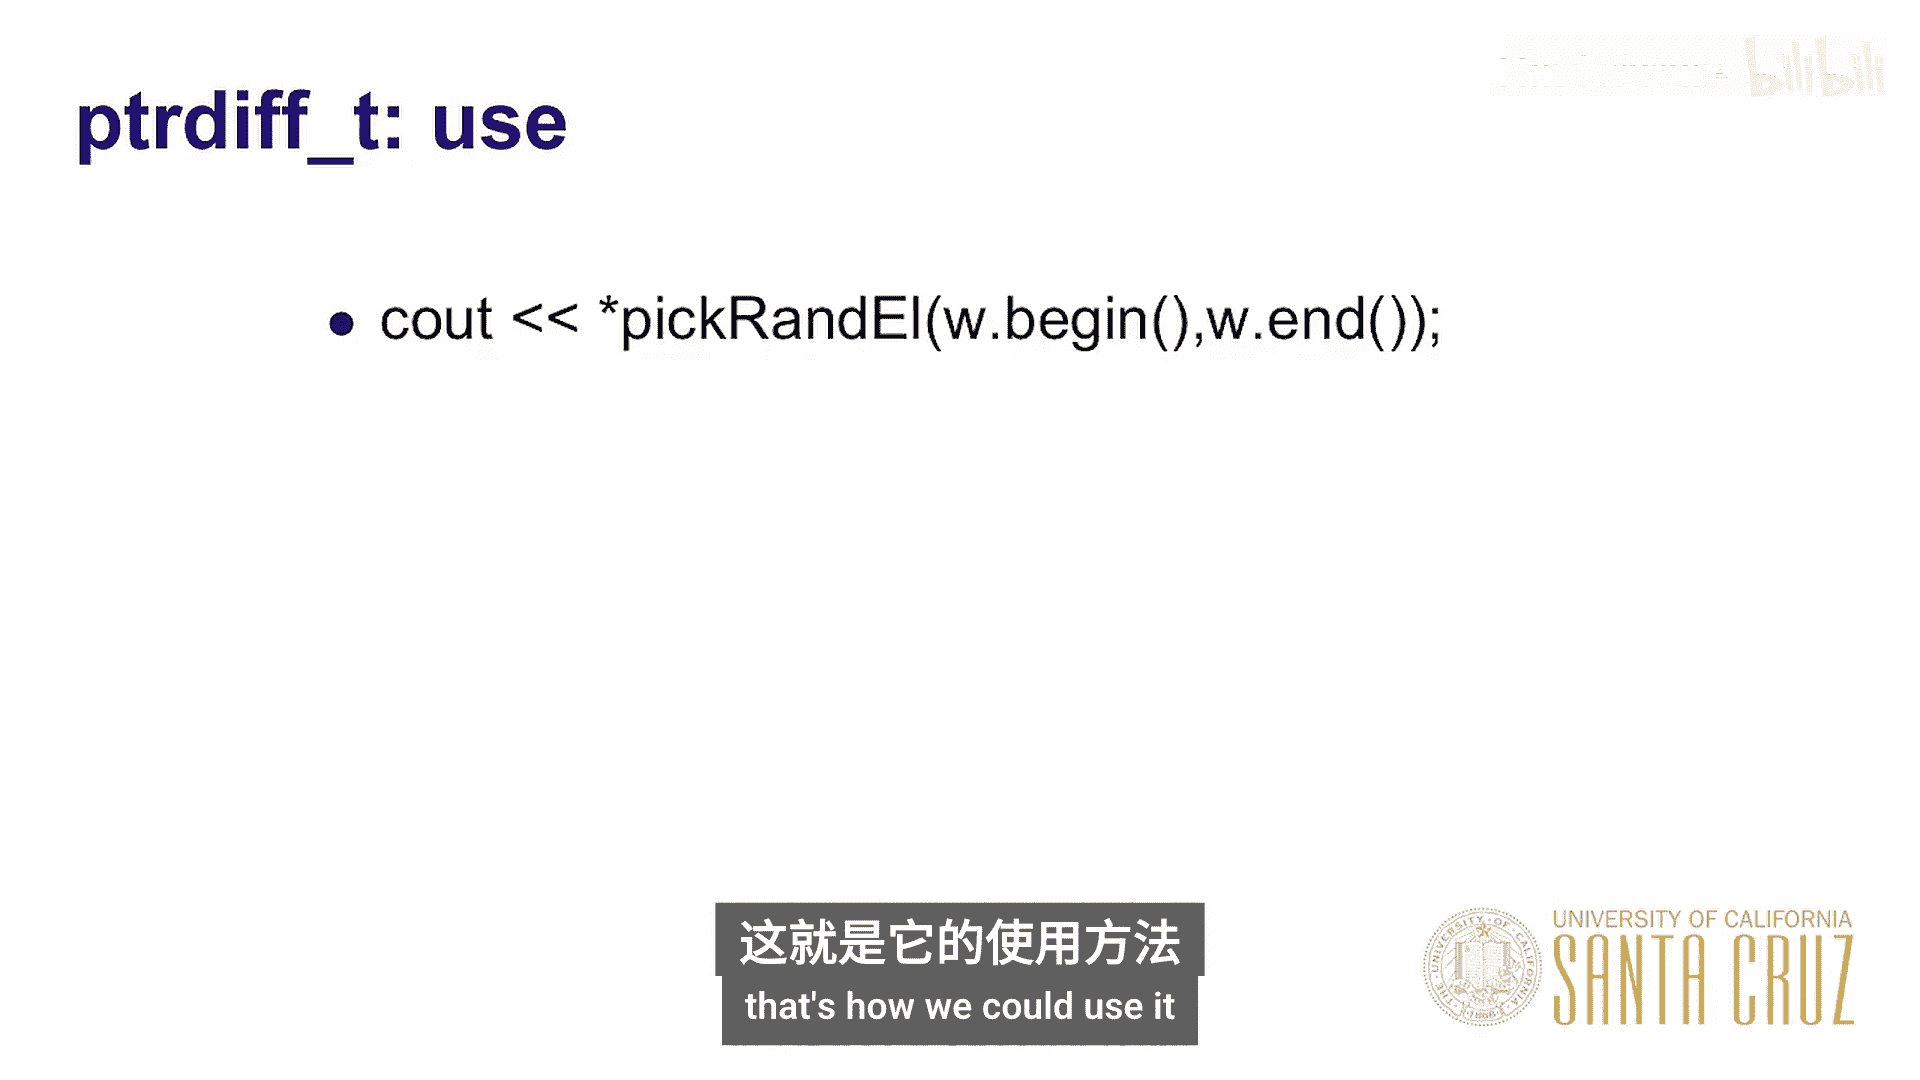 bilibili
ptrdiff_t: use
• cout << *pickRandEl(w.begin(),w.end());
这就是它的使用方法
that's how we could use it
UNIVERSITY OF CALIFORNIA
SANTA CRUZ